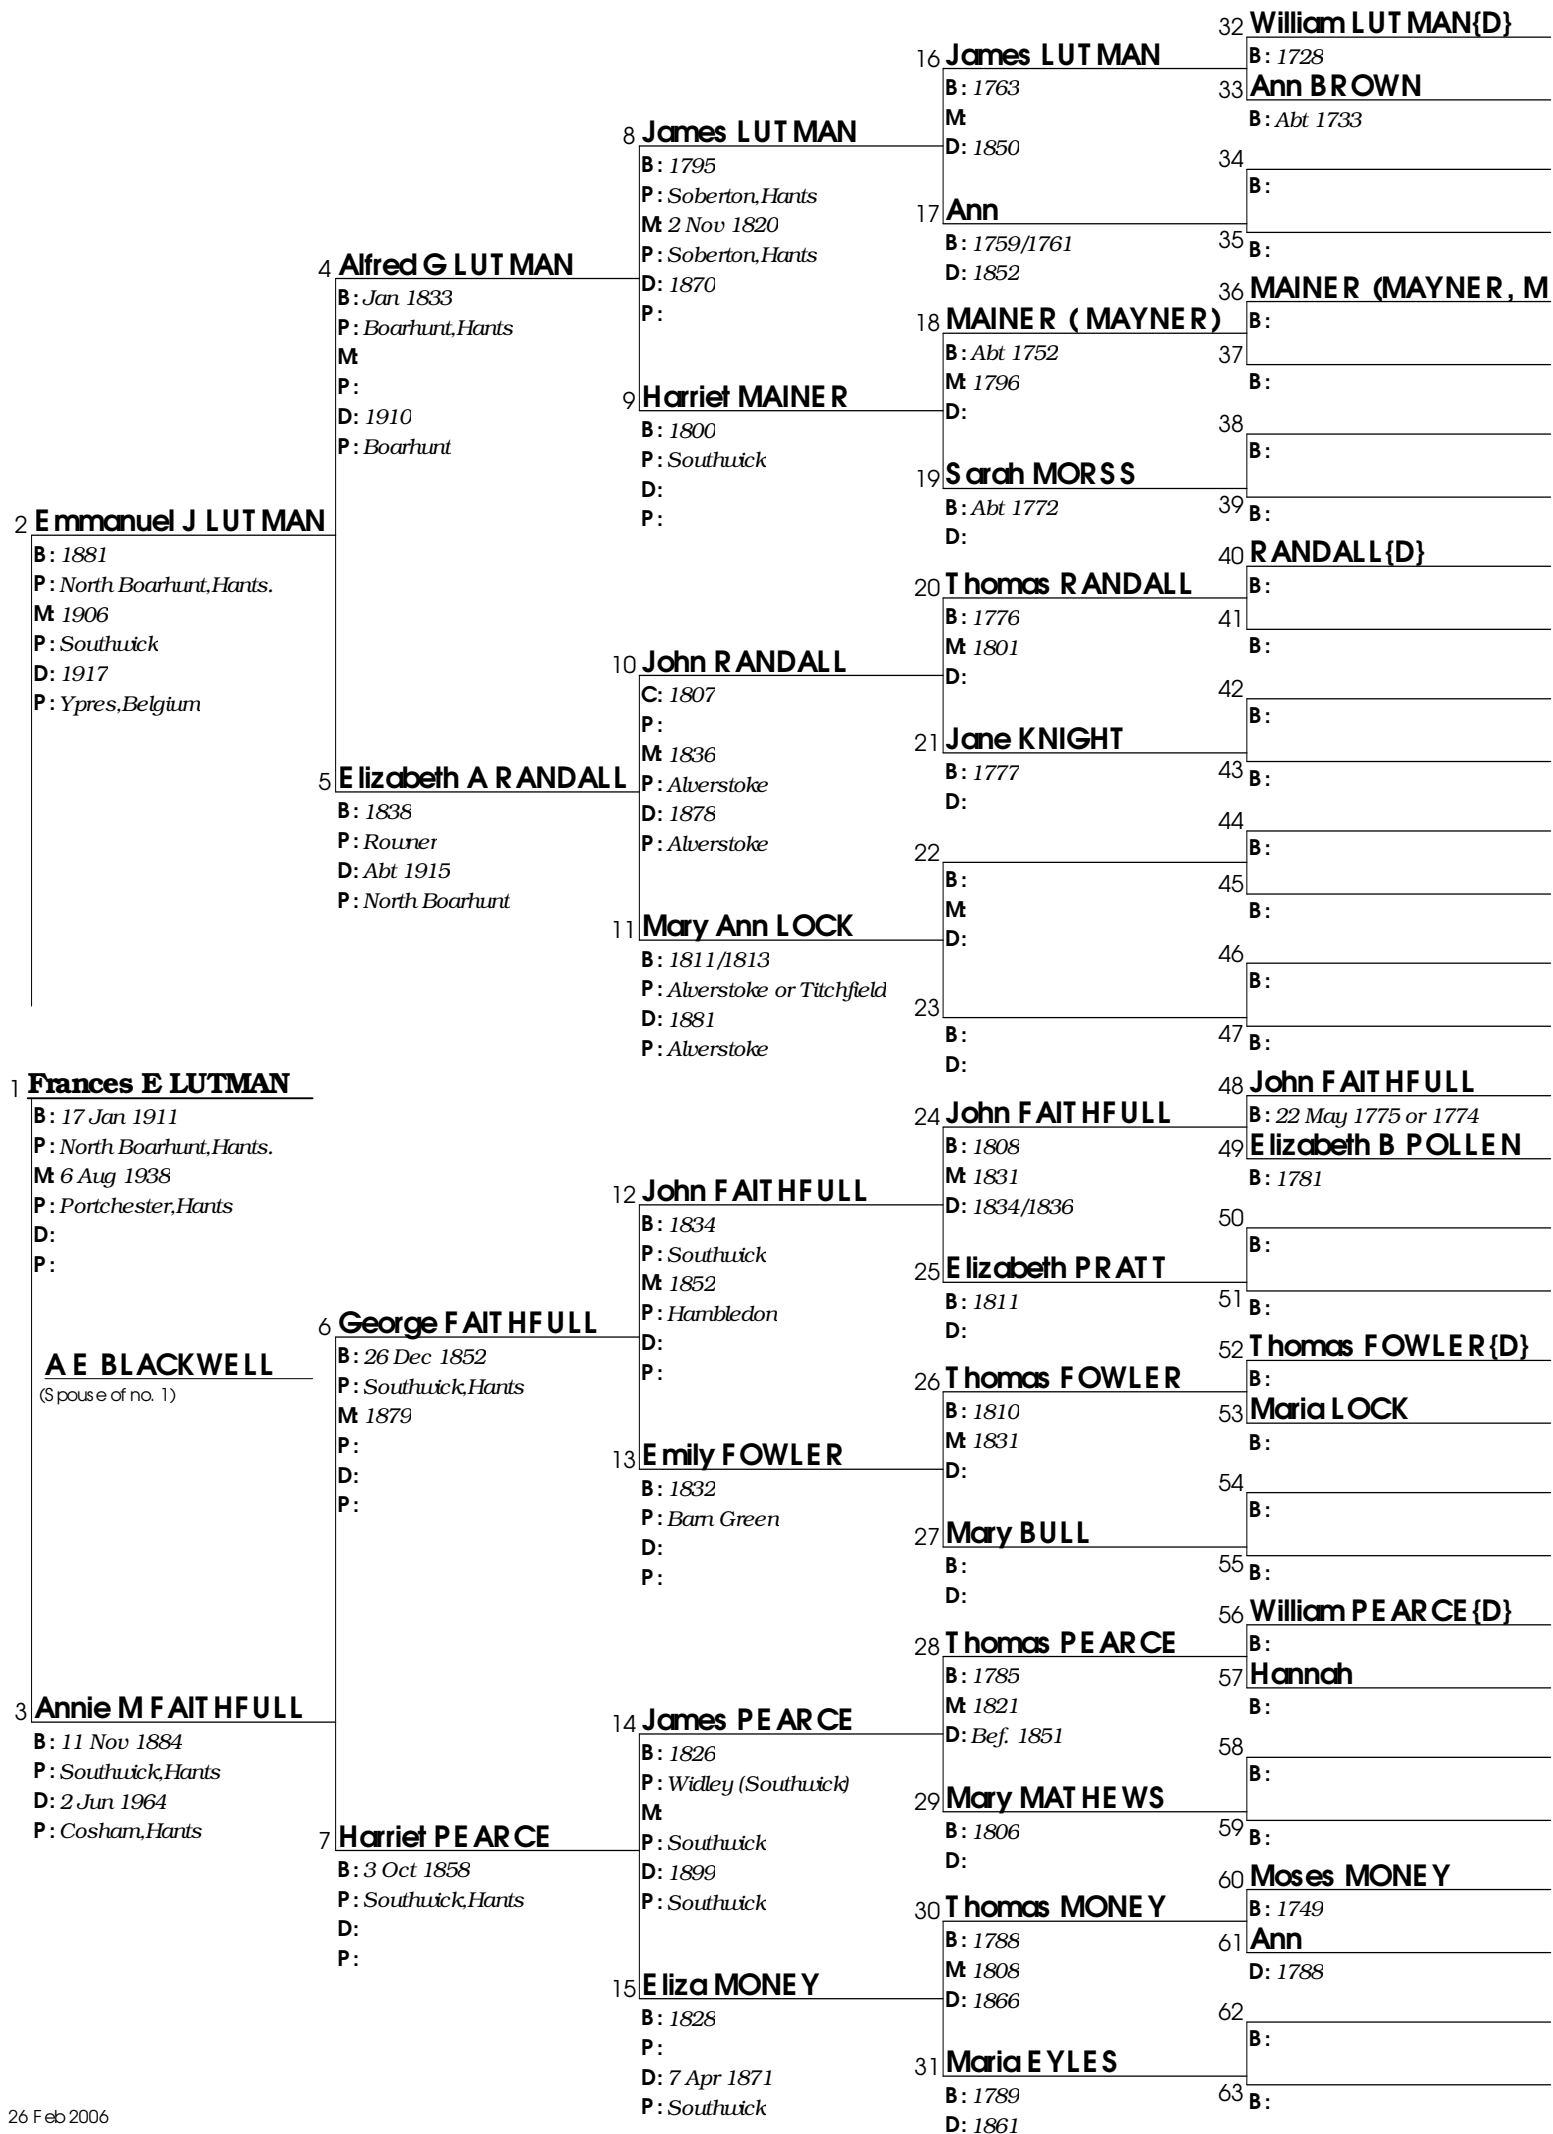 2 Emmanuel J LUTMAN
B: 1881
P: North Boarhunt,Hants.
M: 1906
P: Southwick
D: 1917
P: Ypres,Belgium
1 Frances E LUTMAN
B: 17 Jan 1911
P: North Boarhunt,Hants.
M: 6 Aug 1938
P: Portchester,Hants
D:
P:
A E BLACKWELL
(Spouse of no. 1)
3 Annie M FAITHFULL
B: 11 Nov 1884
P: Southwick,Hants
D: 2 Jun 1964
P: Cosham,Hants
4 Alfred G LUTMAN
B: Jan 1833
P: Boarhunt,Hants
M:
P:
D: 1910
P: Boarhunt
5 Elizabeth A RANDALL
B: 1838
P: Rowner
D: Abt 1915
P: North Boarhunt
6 George FAITHFULL
B: 26 Dec 1852
P: Southwick,Hants
M: 1879
P:
D:
P:
7 Harriet PEARCE
B: 3 Oct 1858
P: Southwick,Hants
D:
P:
8 James LUTMAN
B: 1795
P: Soberton,Hants
M: 2 Nov 1820
P: Soberton,Hants
D: 1870
P:
9 Harriet MAINER
B: 1800
P: Southwick
D:
P:
10 John RANDALL
C: 1807
P:
M: 1836
P: Alverstoke
D: 1878
P: Alverstoke
11 Mary Ann LOCK
B: 1811/1813
P: Alverstoke or Titchfield
D: 1881
P: Alverstoke
12 John FAITHFULL
B: 1834
P: Southwick
M: 1852
P: Hambledon
D:
P:
13 Emily FOWLER
B: 1832
P: Barn Green
D:
P:
14 James PEARCE
B: 1826
P: Widley (Southwick)
M:
P: Southwick
D: 1899
P: Southwick
15 Eliza MONEY
B: 1828
P:
D: 7 Apr 1871
P: Southwick
16 James LUTMAN
B: 1763
M:
D: 1850
17 Ann
B: 1759/1761
D: 1852
18 MAINER ( MAYNER)
B: Abt 1752
M: 1796
D:
19 Sarah MORSS
B: Abt 1772
D:
20 Thomas RANDALL
B: 1776
M: 1801
D:
21 Jane KNIGHT
B: 1777
D:
22
B:
M:
D:
23
B:
D:
24 John FAITHFULL
B: 1808
M: 1831
D: 1834/1836
25 Elizabeth PRATT
B: 1811
D:
26 Thomas FOWLER
B: 1810
M: 1831
D:
27 Mary BULL
B:
D:
28 Thomas PEARCE
B: 1785
M: 1821
D: Bef. 1851
29 Mary MATHEWS
B: 1806
D:
30 Thomas MONEY
B: 1788
M: 1808
D: 1866
31 Maria EYLES
B: 1789
D: 1861
32 William LUTMAN{D}
B: 1728
33 Ann BROWN
B: Abt 1733
34
B:
35
B:
36 MAINER (MAYNER, M
B:
37
B:
38
B:
39
B:
40 RANDALL{D}
B:
41
B:
42
B:
43
B:
44
B:
45
B:
46
B:
47
B:
48 John FAITHFULL
B: 22 May 1775 or 1774
49 Elizabeth B POLLEN
B: 1781
50
B:
51
B:
52 Thomas FOWLER{D}
B:
53 Maria LOCK
B:
54
B:
55
B:
56 William PEARCE{D}
B:
57 Hannah
B:
58
B:
59
B:
60 Moses MONEY
B: 1749
61 Ann
D: 1788
62
B:
63
B:
26 Feb 2006